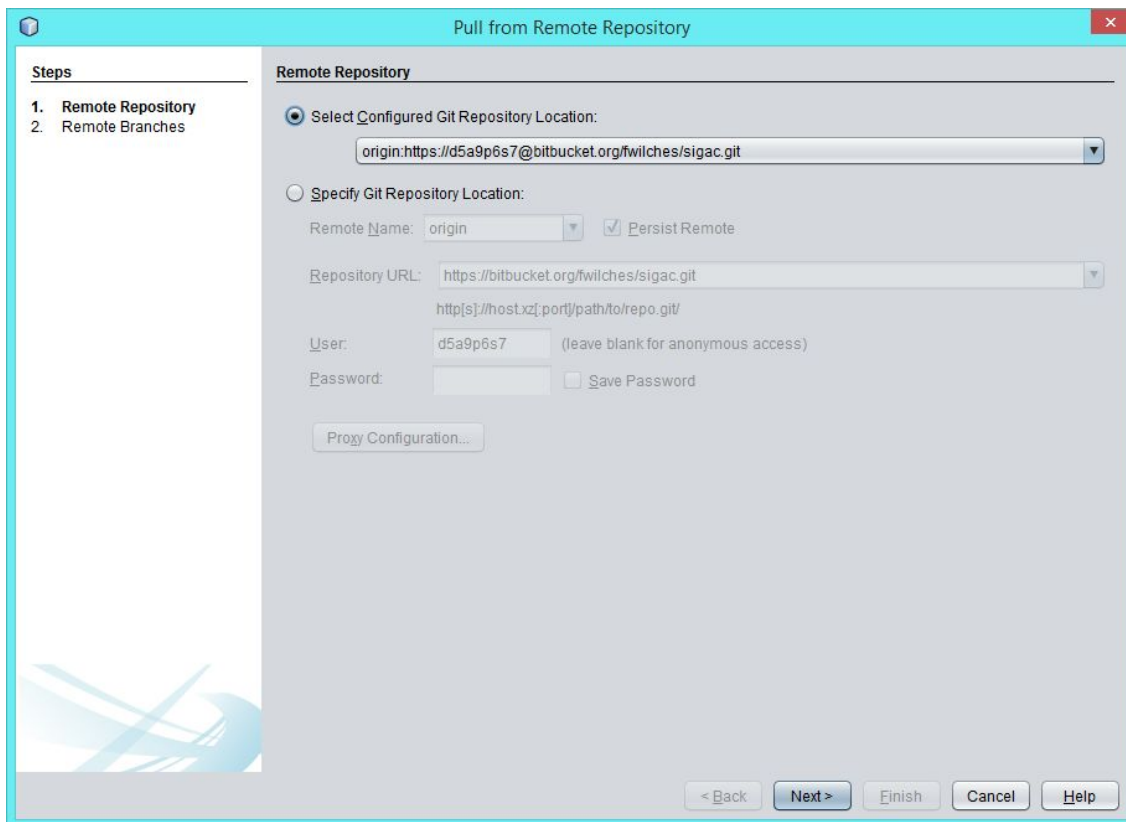 Pull from Remote Repository
Steps
1. Remote Repository
2. Remote Branches
Remote Repository
Select Configured Git Repository Location:
origin:https://d5a9p6s7@bitbucket.org/fwilches/sigac.git
Specify Git Repository Location:
Remote Name: origin Persist Remote
Repository URL: https://bitbucket.org/fwilches/sigac.git
http[s]://host.xz[:port]/path/to/repo.git/
User: d5a9p6s7 (leave blank for anonymous access)
Password: Save Password
Proxy Configuration...
< Back Next > Finish Cancel Help